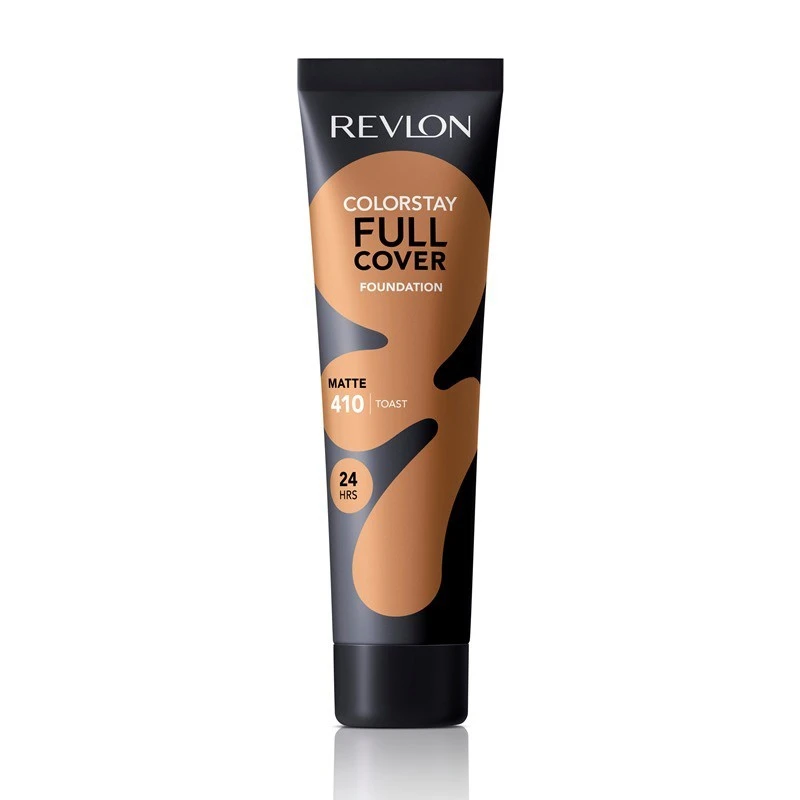 REVLON
COLORSTAY
FULL
COVER
FOUNDATION
MATTE
410 | TOAST
24
HRS